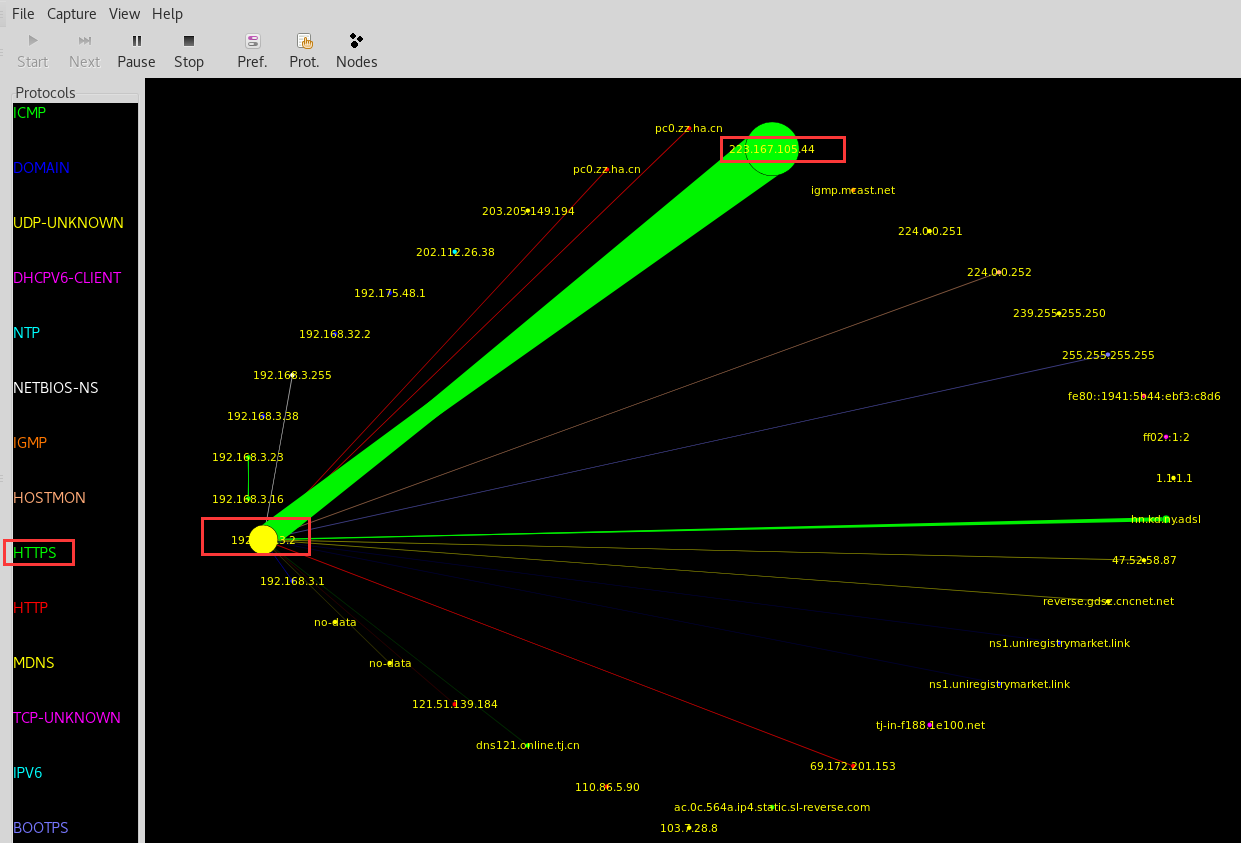 File Capture View Help
Start Next Pause Stop Pref. Prot. Nodes
Protocols
ICMP
DOMAIN
UDP-UNKNOWN
DHCPV6-CLIENT
NTP
NETBIOS-NS
IGMP
HOSTMON
HTTPS
HTTP
MDNS
TCP-UNKNOWN
IPV6
BOOTPS
pc0.zz.ha.cn
223.167.105.44
pc0.zz.ha.cn
igmp.mcast.net
203.205.149.194
224.0.0.251
202.112.26.38
224.0.0.252
192.175.48.1
239.255.255.250
192.168.32.2
255.255.255.255
192.168.3.255
fe80::1941:5b44:ebf3:c8d6
192.168.3.38
ff02::1:2
192.168.3.23
1.1.1.1
192.168.3.16
hn.kd.ny.adsl
47.52.58.87
192.168.3.1
reverse.gdsz.cncnet.net
no-data
ns1.uniregistrymarket.link
no-data
ns1.uniregistrymarket.link
121.51.139.184
tj-in-f188.1e100.net
dns121.online.tj.cn
69.172.201.153
110.86.5.90
ac.0c.564a.ip4.static.sl-reverse.com
103.7.28.8